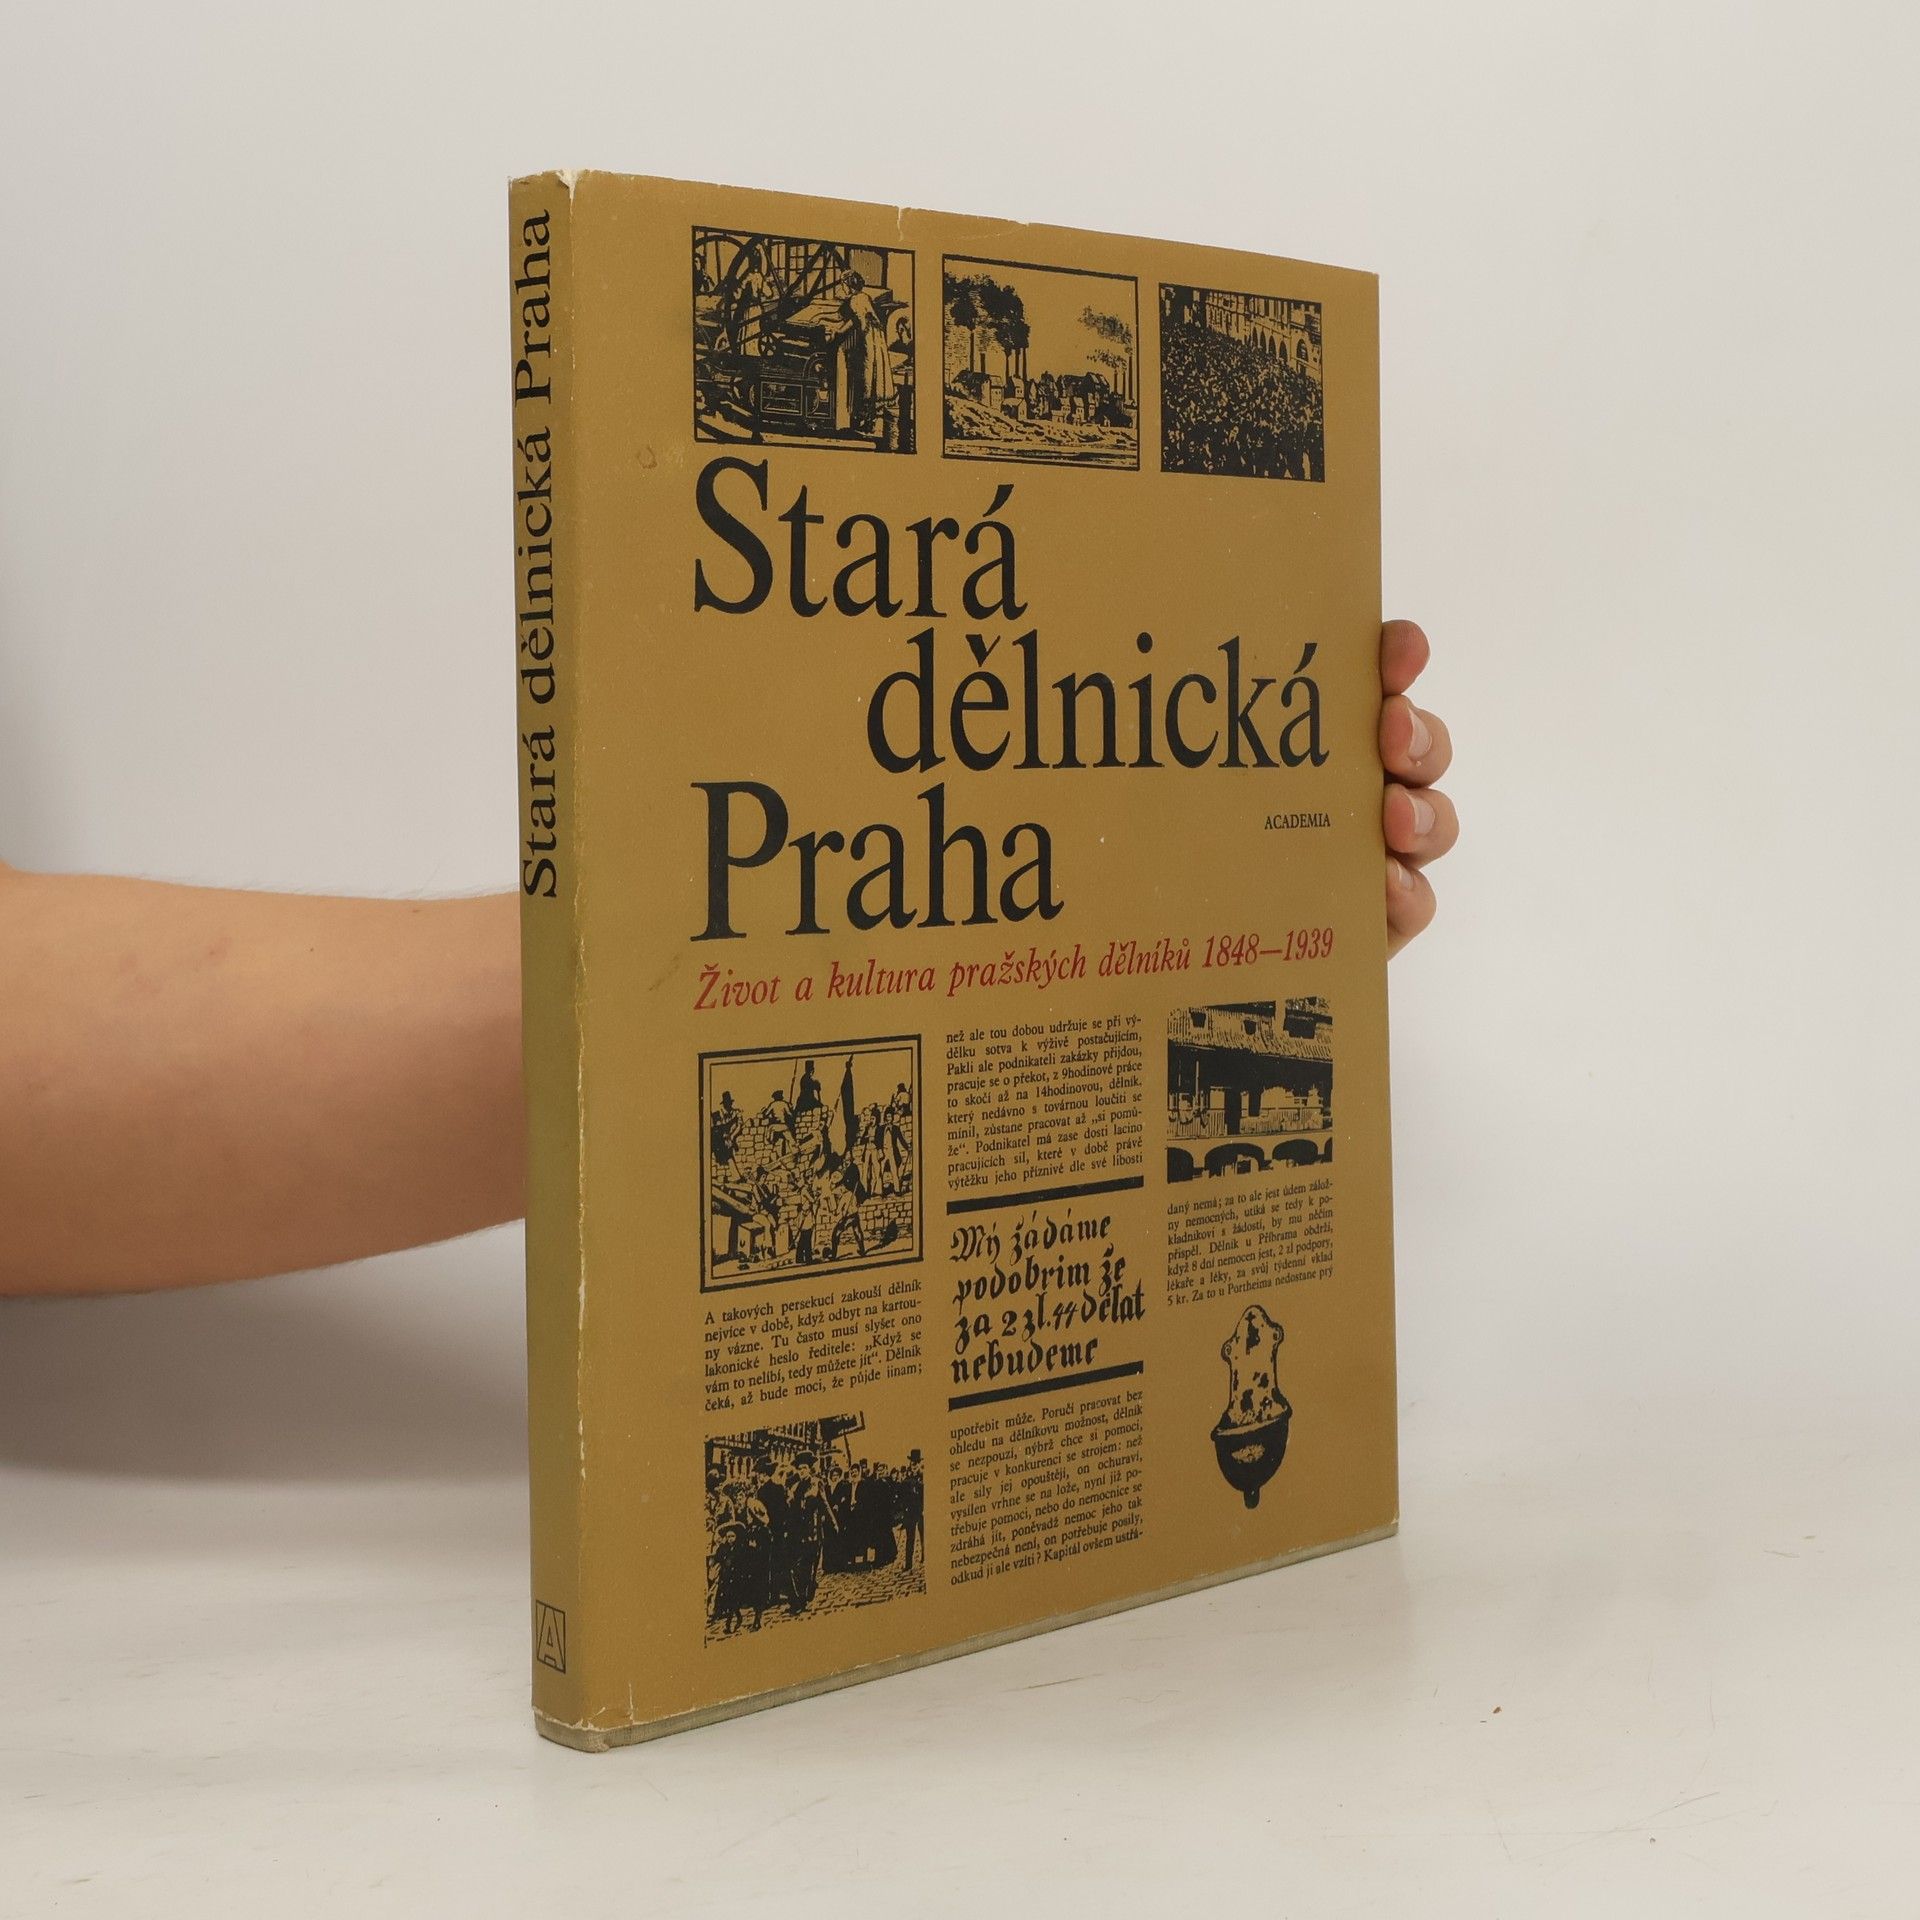 Stará dělnická Praha
Stará
dělnická
Praha
ACADEMIA
Život a kultura pražských dělníků 1848—1939
A takových persekucí zakouší dělník
nejvíce v době, když odbyt na kartou-
ny vázne. Tu často musí slyšet ono
lakonické heslo ředitele: „Když se
vám to nelíbí, tedy můžete jít“. Dělník
čeká, až bude moci, že půjde jinam;
než ale tou dobou udržuje se při vý-
dělku sotva k výživě postačujícím,
Pakli ale podnikateli zakázky přijdou,
pracuje se o překot, z 9hodinové práce
to skočí až na 14hodinovou, dělník,
který nedávno s továrnou loučiti se
mínil, zůstane pracovat až „si pomů-
že“. Podnikatel má zase dosti lacino
pracujících sil, které v době právě
výtěžku jeho příznivé dle své libosti
Mý žádáme
podobrim že
za 2 zl. 44 dělat
nebudeme
upotřebit může. Poručí pracovat bez
ohledu na dělníkovu možnost, dělník
se nezpouzí, nýbrž chce si pomoci,
pracuje v konkurenci se strojem: než
ale síly jej opouštějí, on ochuraví,
vysílen vrhne se na lože, nyní již po-
třebuje pomoci, nebo do nemocnice se
zdráhá jít, poněvadž nemoc jeho tak
nebezpečná není, on potřebuje posily,
odkud ji ale vzíti? Kapitál ovšem ustřá-
daný nemá; za to ale jest údem zálož-
ny nemocných, utíká se tedy k po-
kladníkovi s žádostí, by mu něčím
přispěl. Dělník u Příbrama obdrží,
když 8 dní nemocen jest, 2 zl podpory,
lékaře a léky, za svůj týdenní vklad
5 kr. Za to u Portheima nedostane prý
A